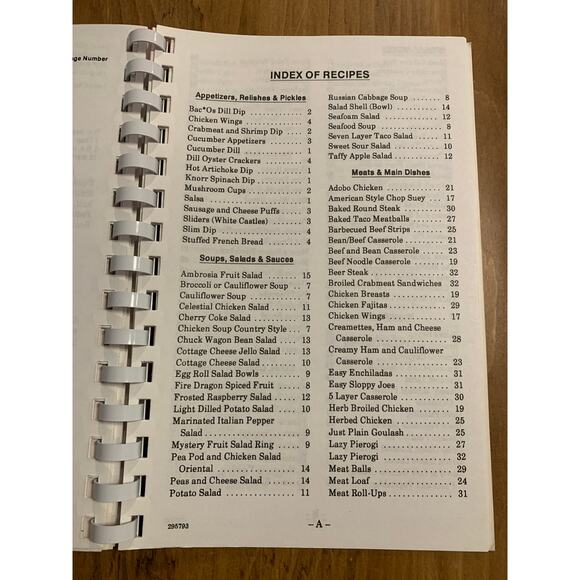 age Number
INDEX OF RECIPES
Appetizers, Relishes & Pickles
Bac*Os Dill Dip .......... 2
Chicken Wings .......... 4
Crabmeat and Shrimp Dip .... 2
Cucumber Appetizers .......... 3
Cucumber Dill .......... 1
Dill Oyster Crackers .......... 4
Hot Artichoke Dip .......... 1
Knorr Spinach Dip .......... 1
Mushroom Cups .......... 2
Salsa .......... 1
Sausage and Cheese Puffs ..... 3
Sliders (White Castles) .......... 3
Slim Dip .......... 4
Stuffed French Bread .......... 4
Soups, Salads & Sauces
Ambrosia Fruit Salad .......... 15
Broccoli or Cauliflower Soup .. 7
Cauliflower Soup .......... 7
Celestial Chicken Salad ..... 11
Cherry Coke Salad .......... 13
Chicken Soup Country Style ... 7
Chuck Wagon Bean Salad .... 13
Cottage Cheese Jello Salad ... 13
Cottage Cheese Salad .......... 10
Egg Roll Salad Bowls .......... 9
Fire Dragon Spiced Fruit ..... 8
Frosted Raspberry Salad ..... 12
Light Dilled Potato Salad .... 10
Marinated Italian Pepper
Salad .......... 9
Mystery Fruit Salad Ring ..... 9
Pea Pod and Chicken Salad
Oriental .......... 14
Peas and Cheese Salad ..... 14
Potato Salad .......... 11
Russian Cabbage Soup ..... 8
Salad Shell (Bowl) .......... 14
Seafoam Salad .......... 12
Seafood Soup .......... 8
Seven Layer Taco Salad ..... 11
Sweet Sour Salad .......... 10
Taffy Apple Salad .......... 12
Meats & Main Dishes
Adobo Chicken .......... 21
American Style Chop Suey ... 17
Baked Round Steak .......... 30
Baked Taco Meatballs ..... 27
Barbecued Beef Strips ..... 25
Bean/Beef Casserole .......... 21
Beef and Bean Casserole ..... 23
Beef Noodle Casserole ..... 19
Beer Steak .......... 32
Broiled Crabmeat Sandwiches 32
Chicken Breasts .......... 19
Chicken Fajitas .......... 29
Chicken Wings .......... 17
Creamettes, Ham and Cheese
Casserole .......... 28
Creamy Ham and Cauliflower
Casserole .......... 23
Easy Enchiladas .......... 31
Easy Sloppy Joes .......... 31
5 Layer Casserole .......... 30
Herb Broiled Chicken ..... 19
Herbed Chicken .......... 25
Just Plain Goulash .......... 25
Lazy Pierogi .......... 27
Lazy Pierogi .......... 32
Meat Balls .......... 29
Meat Loaf .......... 24
Meat Roll-Ups .......... 31
295793
– A –